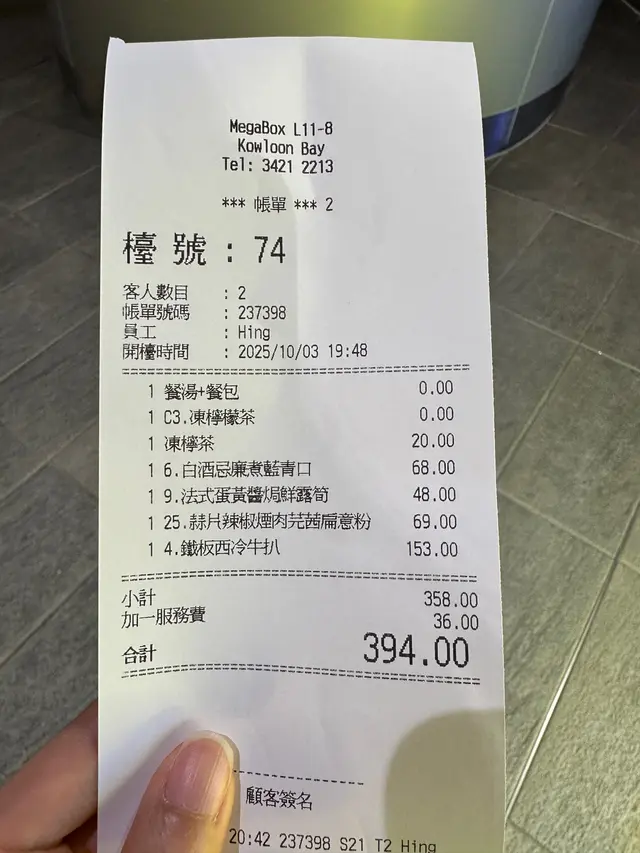 MegaBox L11-8
Kowloon Bay
Tel: 3421 2213
*** 帳單 *** 2
檯號 : 74
客人數目 : 2
帳單號碼 : 237398
員工 : Hing
開檯時間 : 2025/10/03 19:48
1 餐湯+餐包 0.00
1 C3.凍檸檬茶 0.00
1 凍檸茶 20.00
1 6.白酒忌廉煮藍青口 68.00
1 9.法式蛋黃醬焗鮮露筍 48.00
1 25.蒜片辣椒煙肉芫茜扁意粉 69.00
1 4.鐵板西冷牛扒 153.00
小計 358.00
加一服務費 36.00
合計 394.00
顧客簽名
20:42 237398 S21 T2 Hing